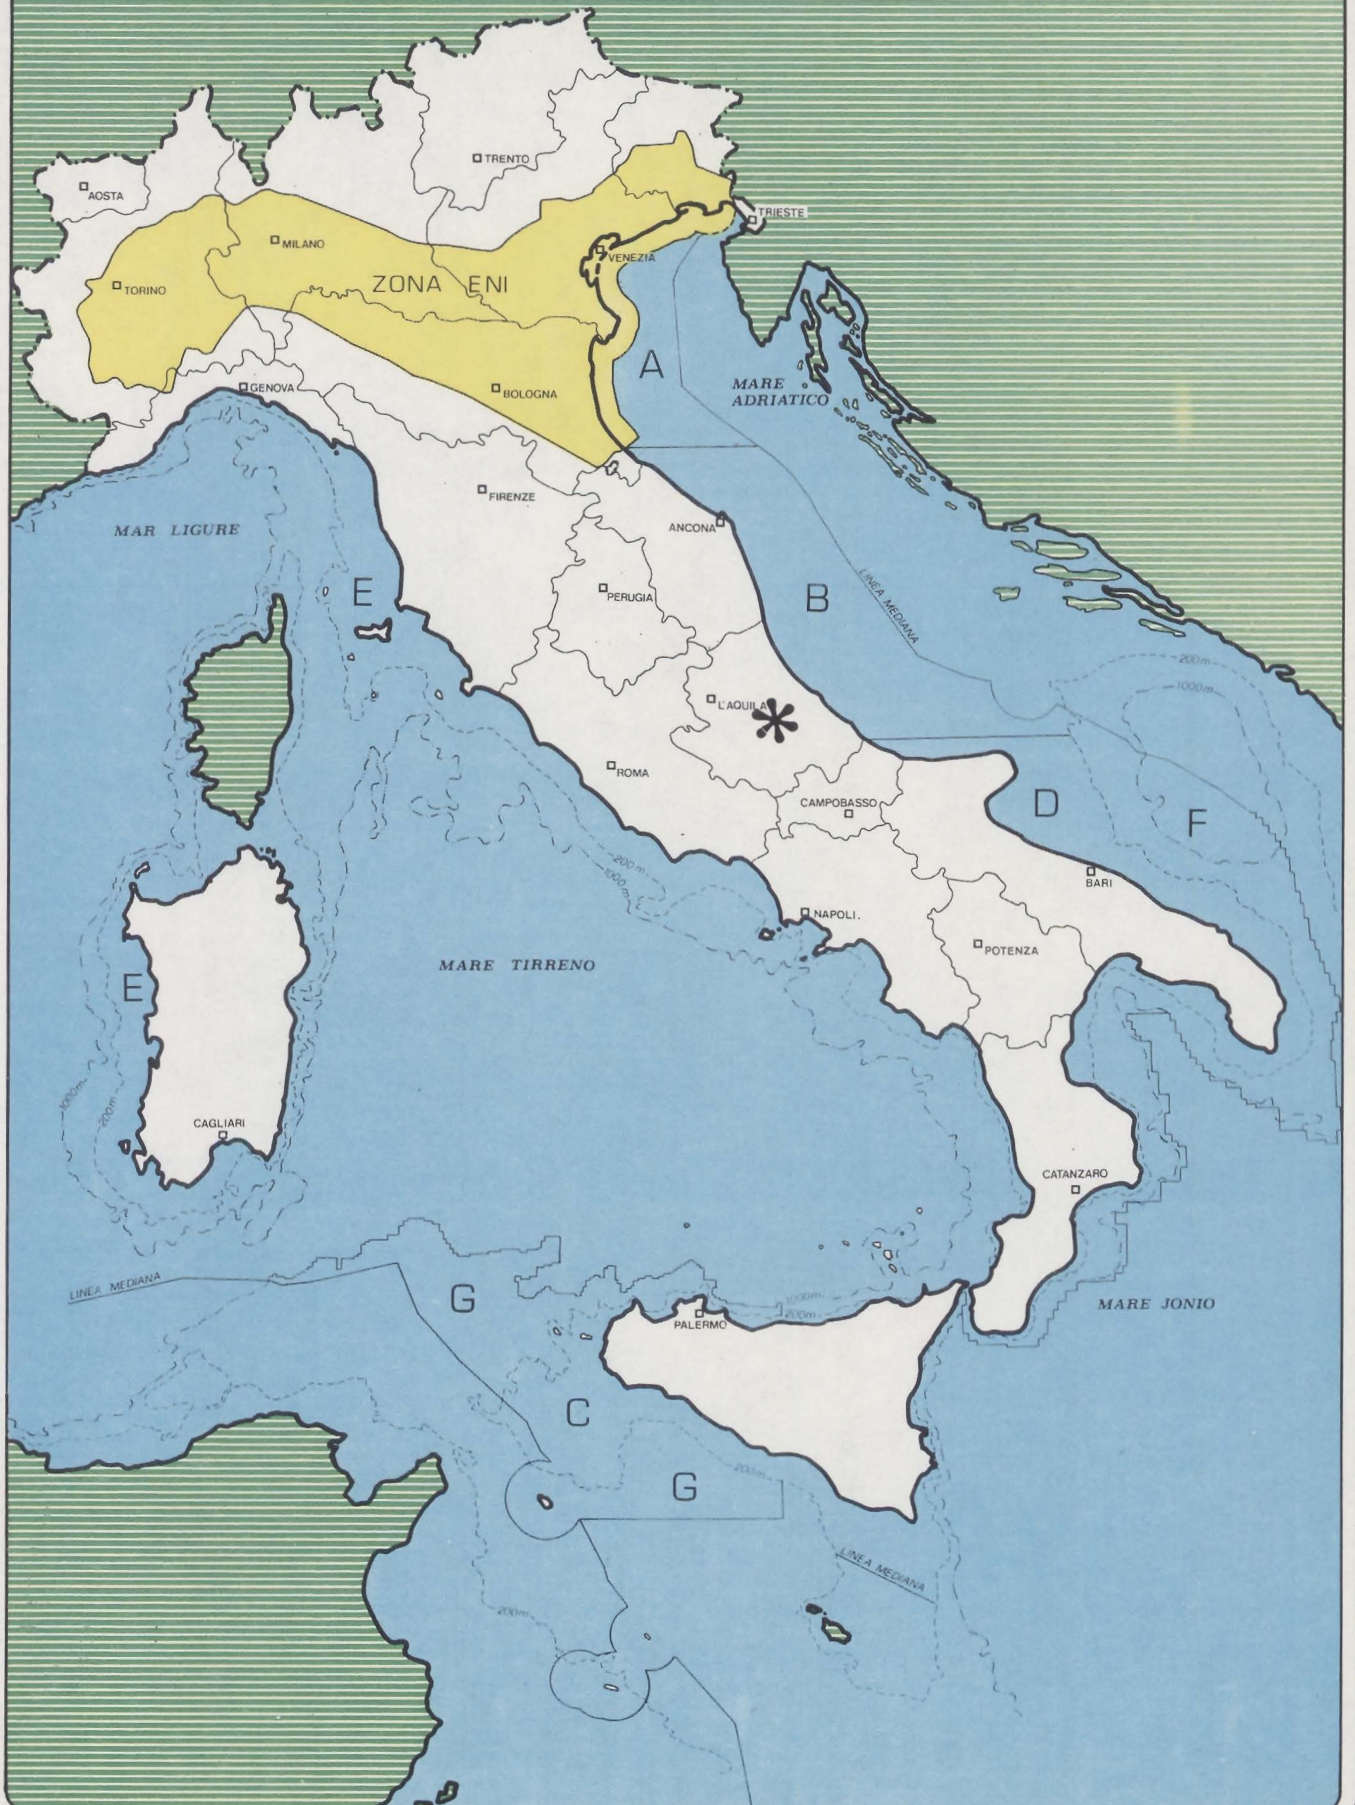 TRENTO
AOSTA
TRIESTE
MILANO
VENEZIA
ZONA ENI
TORINO
A
GENOVA
BOLOGNA
MARE
ADRIATICO
FIRENZE
ANCONA
MAR LIGURE
E
PERUGIA
B
LINEA MEDIANA
200m
1000m
L'AQUILA
*
ROMA
CAMPOBASSO
D
F
200m
1000m
BARI
NAPOLI.
POTENZA
MARE TIRRENO
E
1000m
200m
CAGLIARI
CATANZARO
LINEA MEDIANA
G
1000m
200m
MARE JONIO
PALERMO
C
200m
G
LINEA MEDIANA
200m